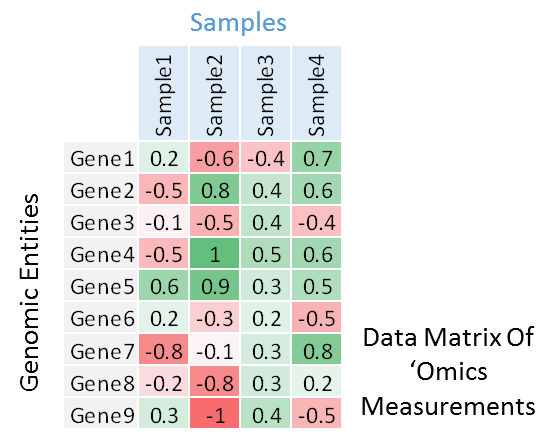 Samples
Sample1 Sample2 Sample3 Sample4
Genomic Entities
Gene1 0.2 -0.6 -0.4 0.7
Gene2 -0.5 0.8 0.4 0.6
Gene3 -0.1 -0.5 0.4 -0.4
Gene4 -0.5 1 0.5 0.6
Gene5 0.6 0.9 0.3 0.5
Gene6 0.2 -0.3 0.2 -0.5
Gene7 -0.8 -0.1 0.3 0.8
Gene8 -0.2 -0.8 0.3 0.2
Gene9 0.3 -1 0.4 -0.5
Data Matrix Of
‘Omics
Measurements